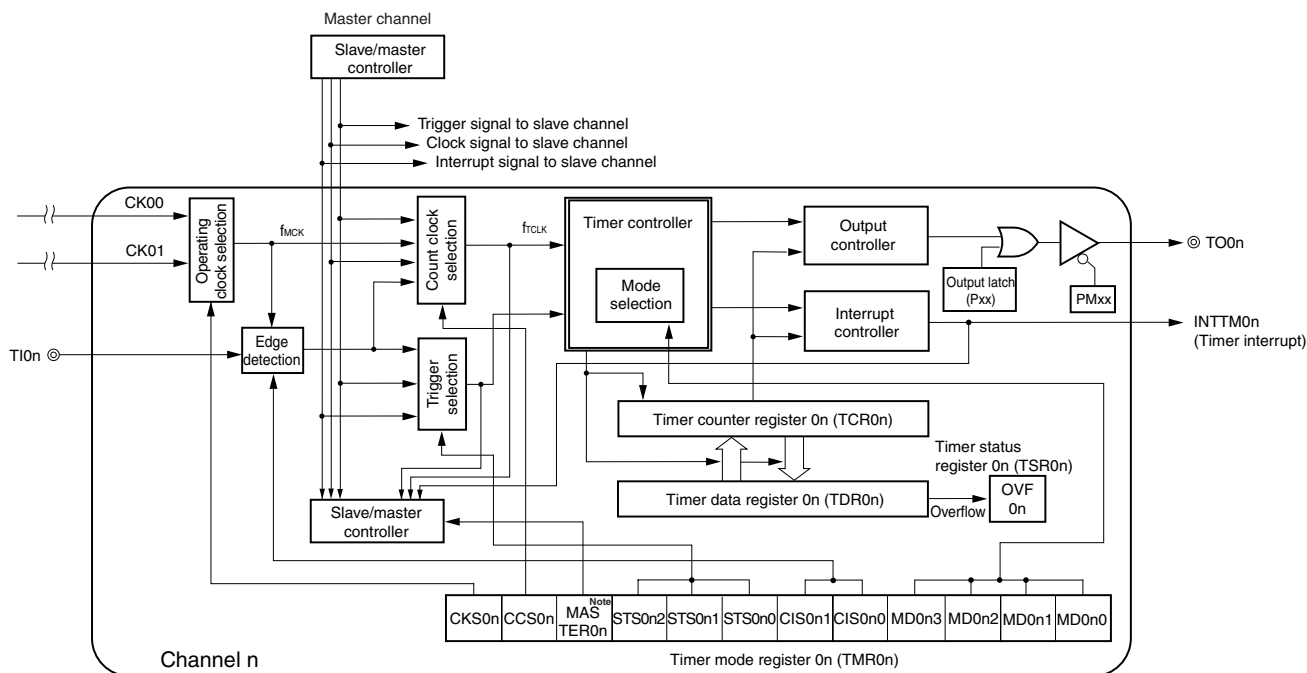 Master channel
Slave/master
controller
Trigger signal to slave channel
Clock signal to slave channel
Interrupt signal to slave channel
CK00
CK01
Operating
clock selection
fMCK
Count clock
selection
fTCLK
Timer controller
Mode
selection
Output
controller
Output latch
(Pxx)
PMxx
TO0n
Interrupt
controller
INTTM0n
(Timer interrupt)
TI0n
Edge
detection
Trigger
selection
Timer counter register 0n (TCR0n)
Timer status
register 0n (TSR0n)
Timer data register 0n (TDR0n)
Overflow
OVF
0n
Slave/master
controller
CKS0n
CCS0n
MAS
TER0n
Note
STS0n2
STS0n1
STS0n0
CIS0n1
CIS0n0
MD0n3
MD0n2
MD0n1
MD0n0
Channel n
Timer mode register 0n (TMR0n)